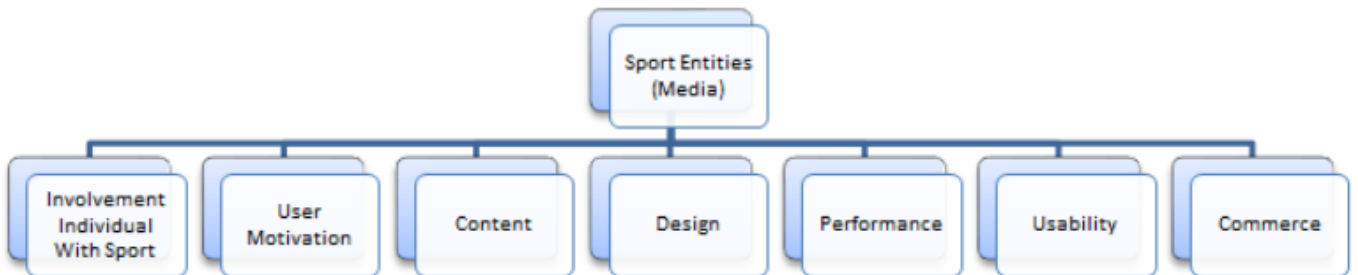 Sport Entities
(Media)
Involvement
Individual
With Sport
User
Motivation
Content
Design
Performance
Usability
Commerce